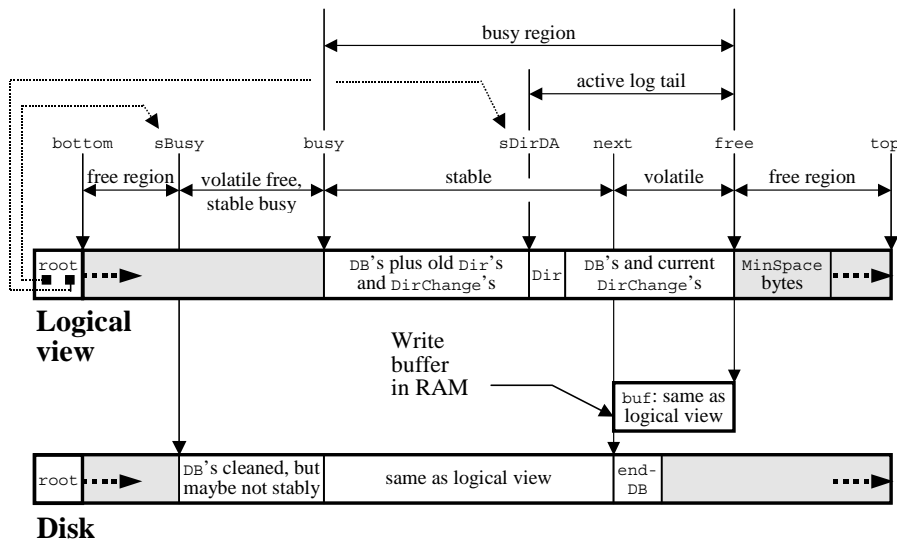 busy region
active log tail
bottom sBusy busy sDirDA next free top
free region volatile free, stable volatile free region
stable busy
root DB's plus old Dir's and DirChange's Dir DB's and current DirChange's MinSpace bytes
Logical
view
Write
buffer
in RAM
buf: same as
logical view
root DB's cleaned, but maybe not stably same as logical view end-DB
Disk